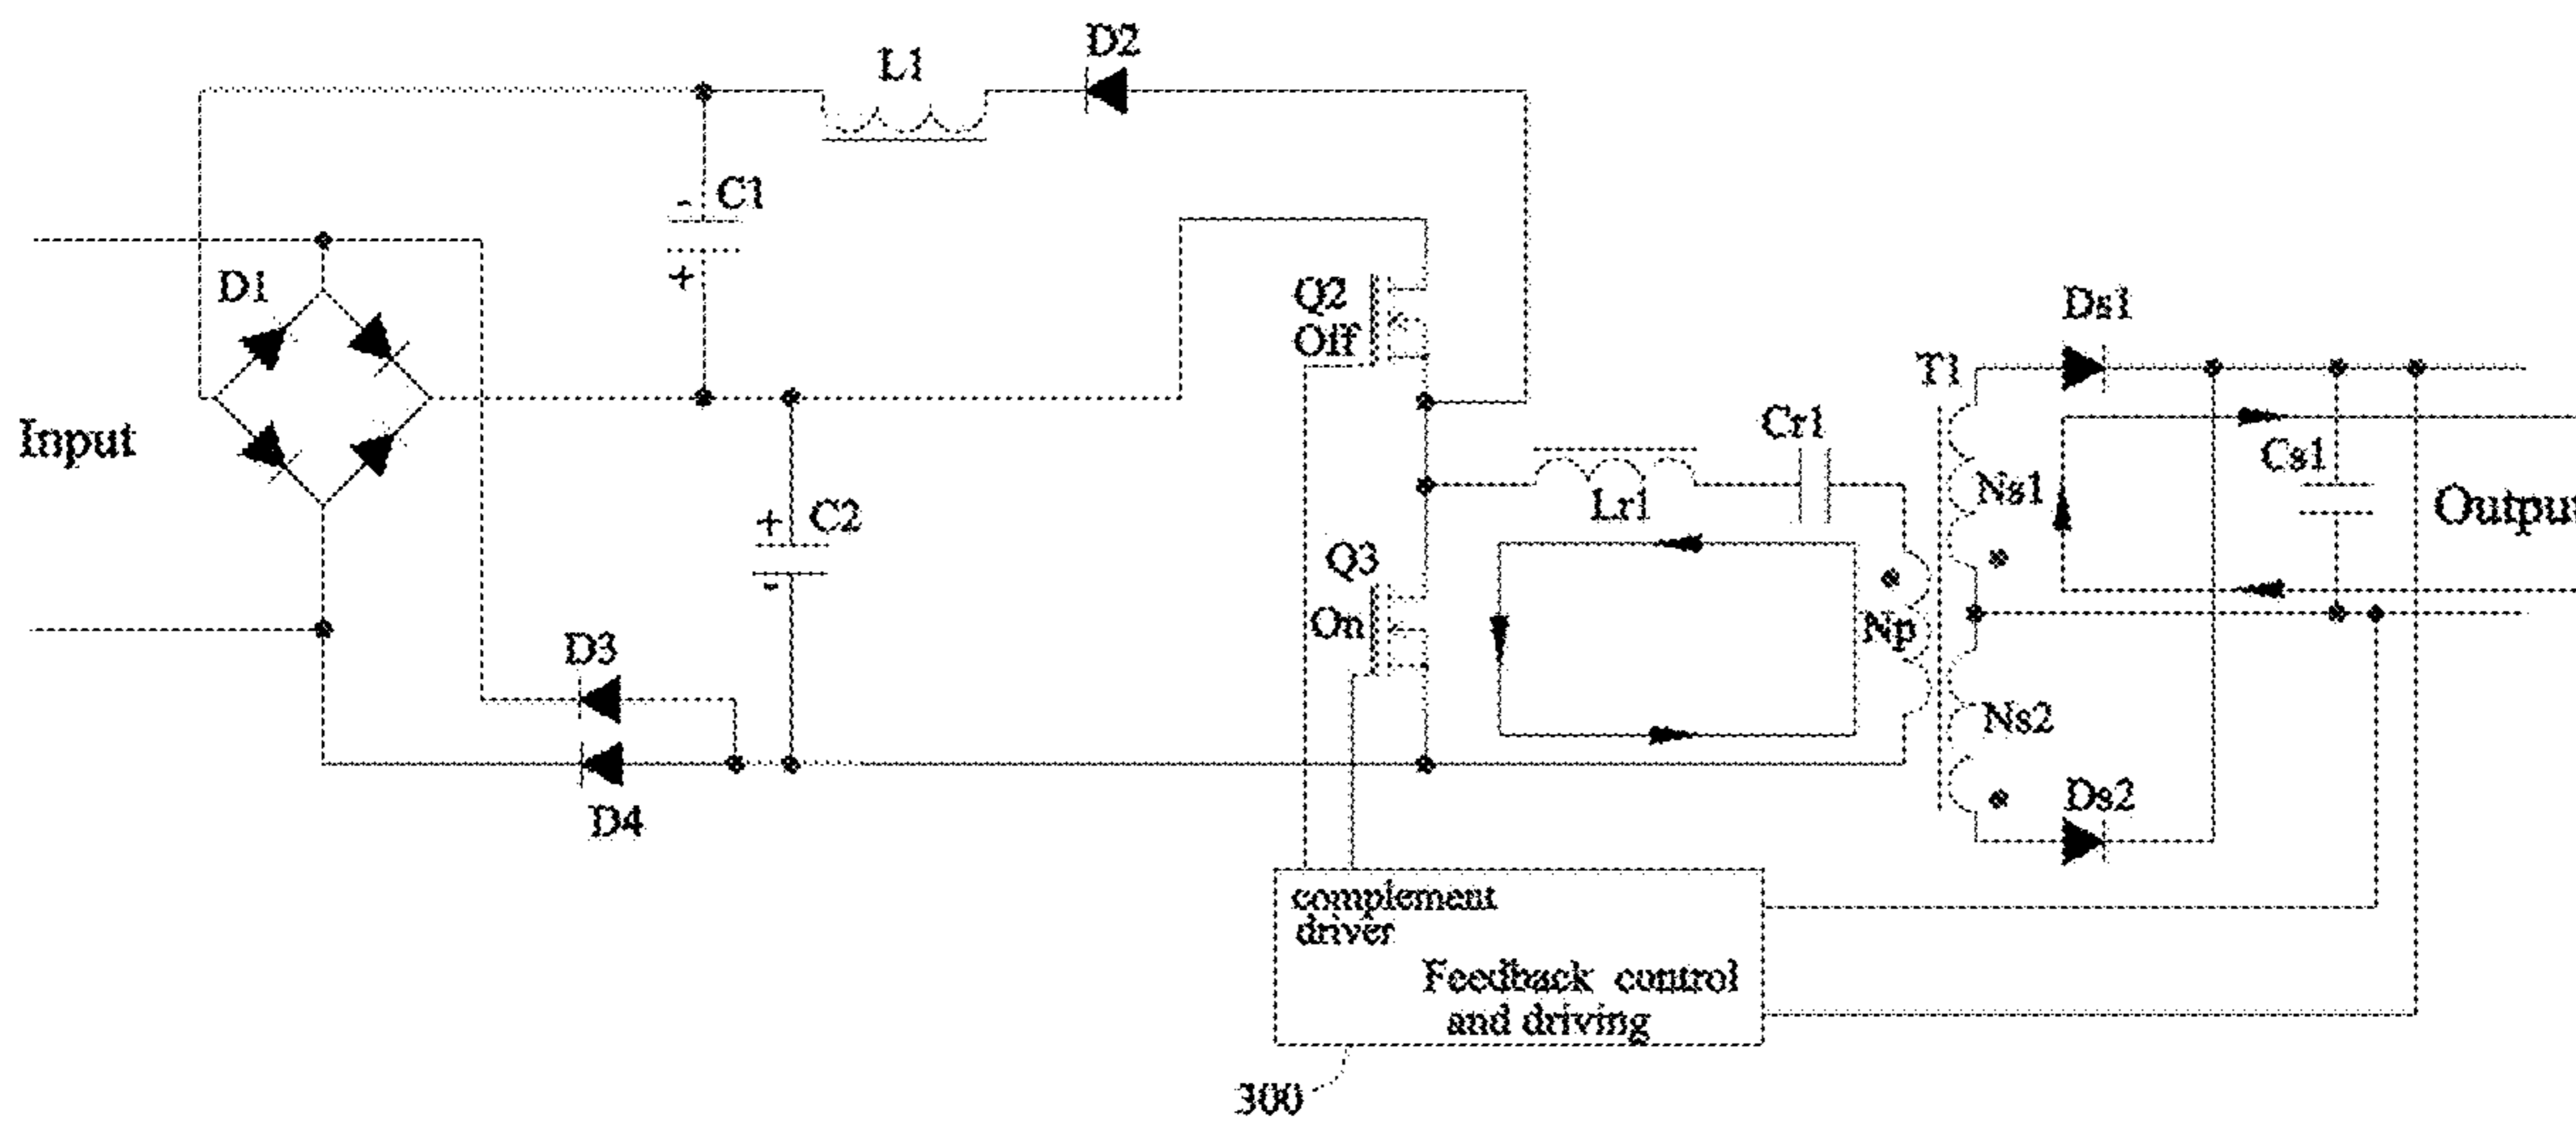 D2
L1
- C1
+
D1
Q2
Off
Ds1
T1
Input
Cr1
Cs1
Ns1
Lr1
Output
+ C2
-
Q3
On
Np
D3
Ns2
D4
Ds2
complement
driver
Feedback control
and driving
300